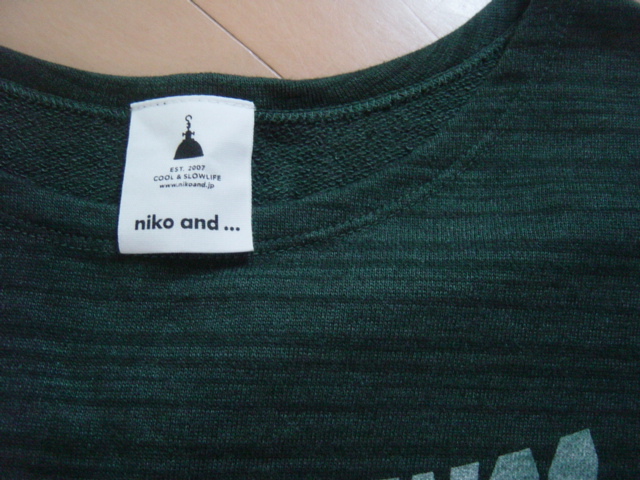 EST. 2007
COOL & SLOWLIFE
www.nikoand.jp
niko and ...